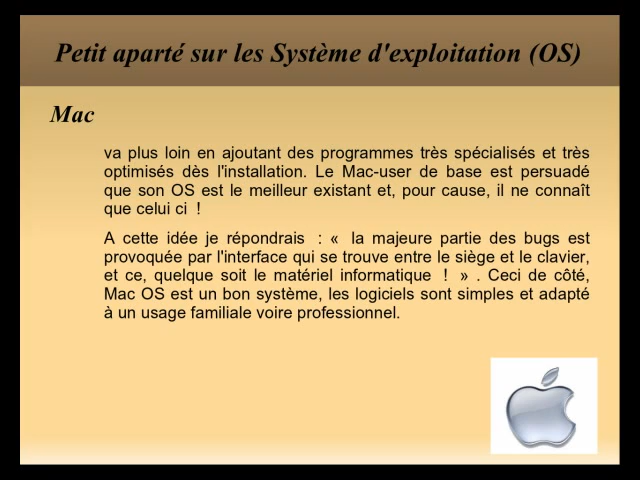 Petit aparté sur les Système d'exploitation (OS)
Mac
va plus loin en ajoutant des programmes très spécialisés et très
optimisés dès l'installation. Le Mac-user de base est persuadé
que son OS est le meilleur existant et, pour cause, il ne connaît
que celui ci  !
A cette idée je répondrais  : «  la majeure partie des bugs est
provoquée par l'interface qui se trouve entre le siège et le clavier,
et ce, quelque soit le matériel informatique  !  » . Ceci de côté,
Mac OS est un bon système, les logiciels sont simples et adapté
à un usage familiale voire professionnel.